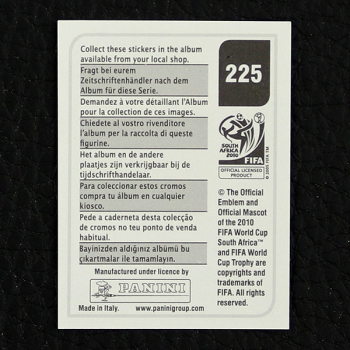 Collect these stickers in the album
available from your local shop.
Fragt bei eurem
Zeitschriftenhändler nach dem
Album für diese Serie.
Demandez à votre détaillant l'Album
pour la collection de ces images.
Chiedete al vostro rivenditore
l'album per la raccolta di queste
figurine.
Het album en de andere
plaatjes zijn verkrijgbaar bij de
tijdschrifthandelaar.
Para coleccionar estos cromos
compra tu álbum en cualquier
kiosco.
Pede a caderneta desta colecção
de cromos no teu ponto de venda
habitual.
Bayinizden aldığınız albümü bu
çıkartmalar ile tamamlayın.
Manufactured under licence by
PANINI
Made in Italy. www.paninigroup.com
225
SOUTH AFRICA
2010
FIFA
OFFICIAL LICENSED
PRODUCT
© The Official
Emblem and
Official Mascot
of the 2010
FIFA World Cup
South Africa™
and FIFA World
Cup Trophy are
copyrights and
trademarks of
FIFA. All rights
reserved.